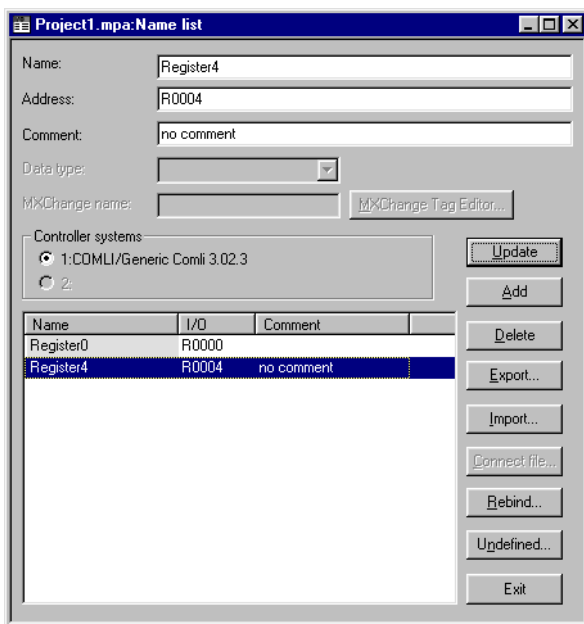 Project1.mpa:Name list
Name: Register4
Address: R0004
Comment: no comment
Data type:
MXChange name: MXChange Tag Editor...
Controller systems
1:COMLI/Generic Comli 3.02.3
2:
Update
Add
Name I/O Comment
Register0 R0000
Register4 R0004 no comment
Delete
Export...
Import...
Connect file...
Rebind...
Undefined...
Exit